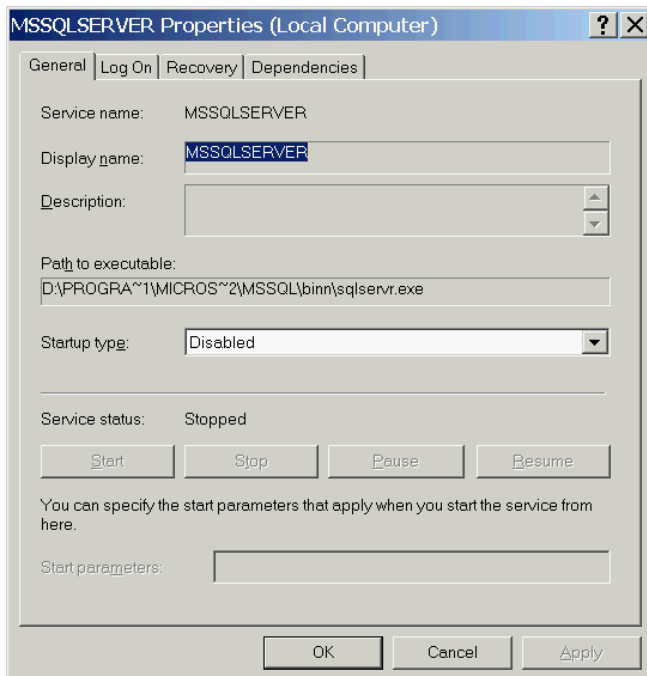 MSSQLSERVER Properties (Local Computer)
General Log On Recovery Dependencies
Service name: MSSQLSERVER
Display name: MSSQLSERVER
Description:
Path to executable:
D:\PROGRA~1\MICROS~2\MSSQL\binn\sqlservr.exe
Startup type: Disabled
Service status: Stopped
Start Stop Pause Resume
You can specify the start parameters that apply when you start the service from
here.
Start parameters:
OK Cancel Apply